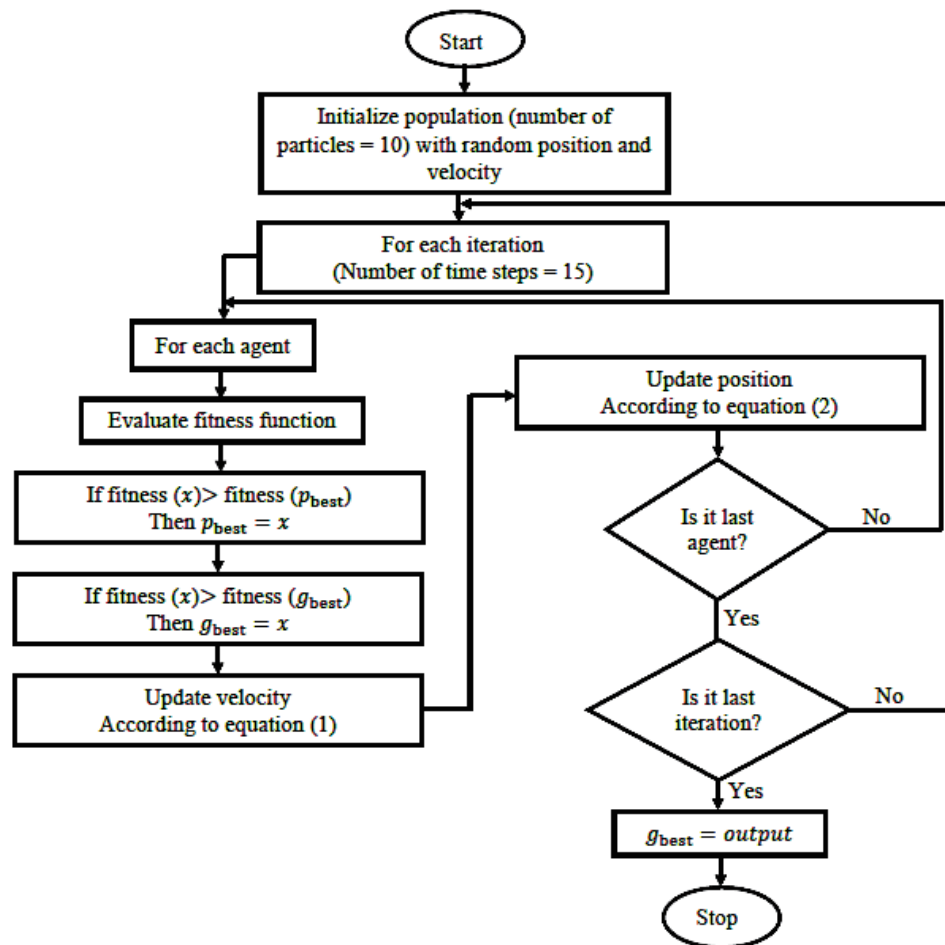 Start
Initialize population (number of
particles = 10) with random position and
velocity
For each iteration
(Number of time steps = 15)
For each agent
Evaluate fitness function
If fitness (x)> fitness (p_best)
Then p_best = x
If fitness (x)> fitness (g_best)
Then g_best = x
Update velocity
According to equation (1)
Update position
According to equation (2)
Is it last
agent?
No
Yes
Is it last
iteration?
No
Yes
g_best = output
Stop